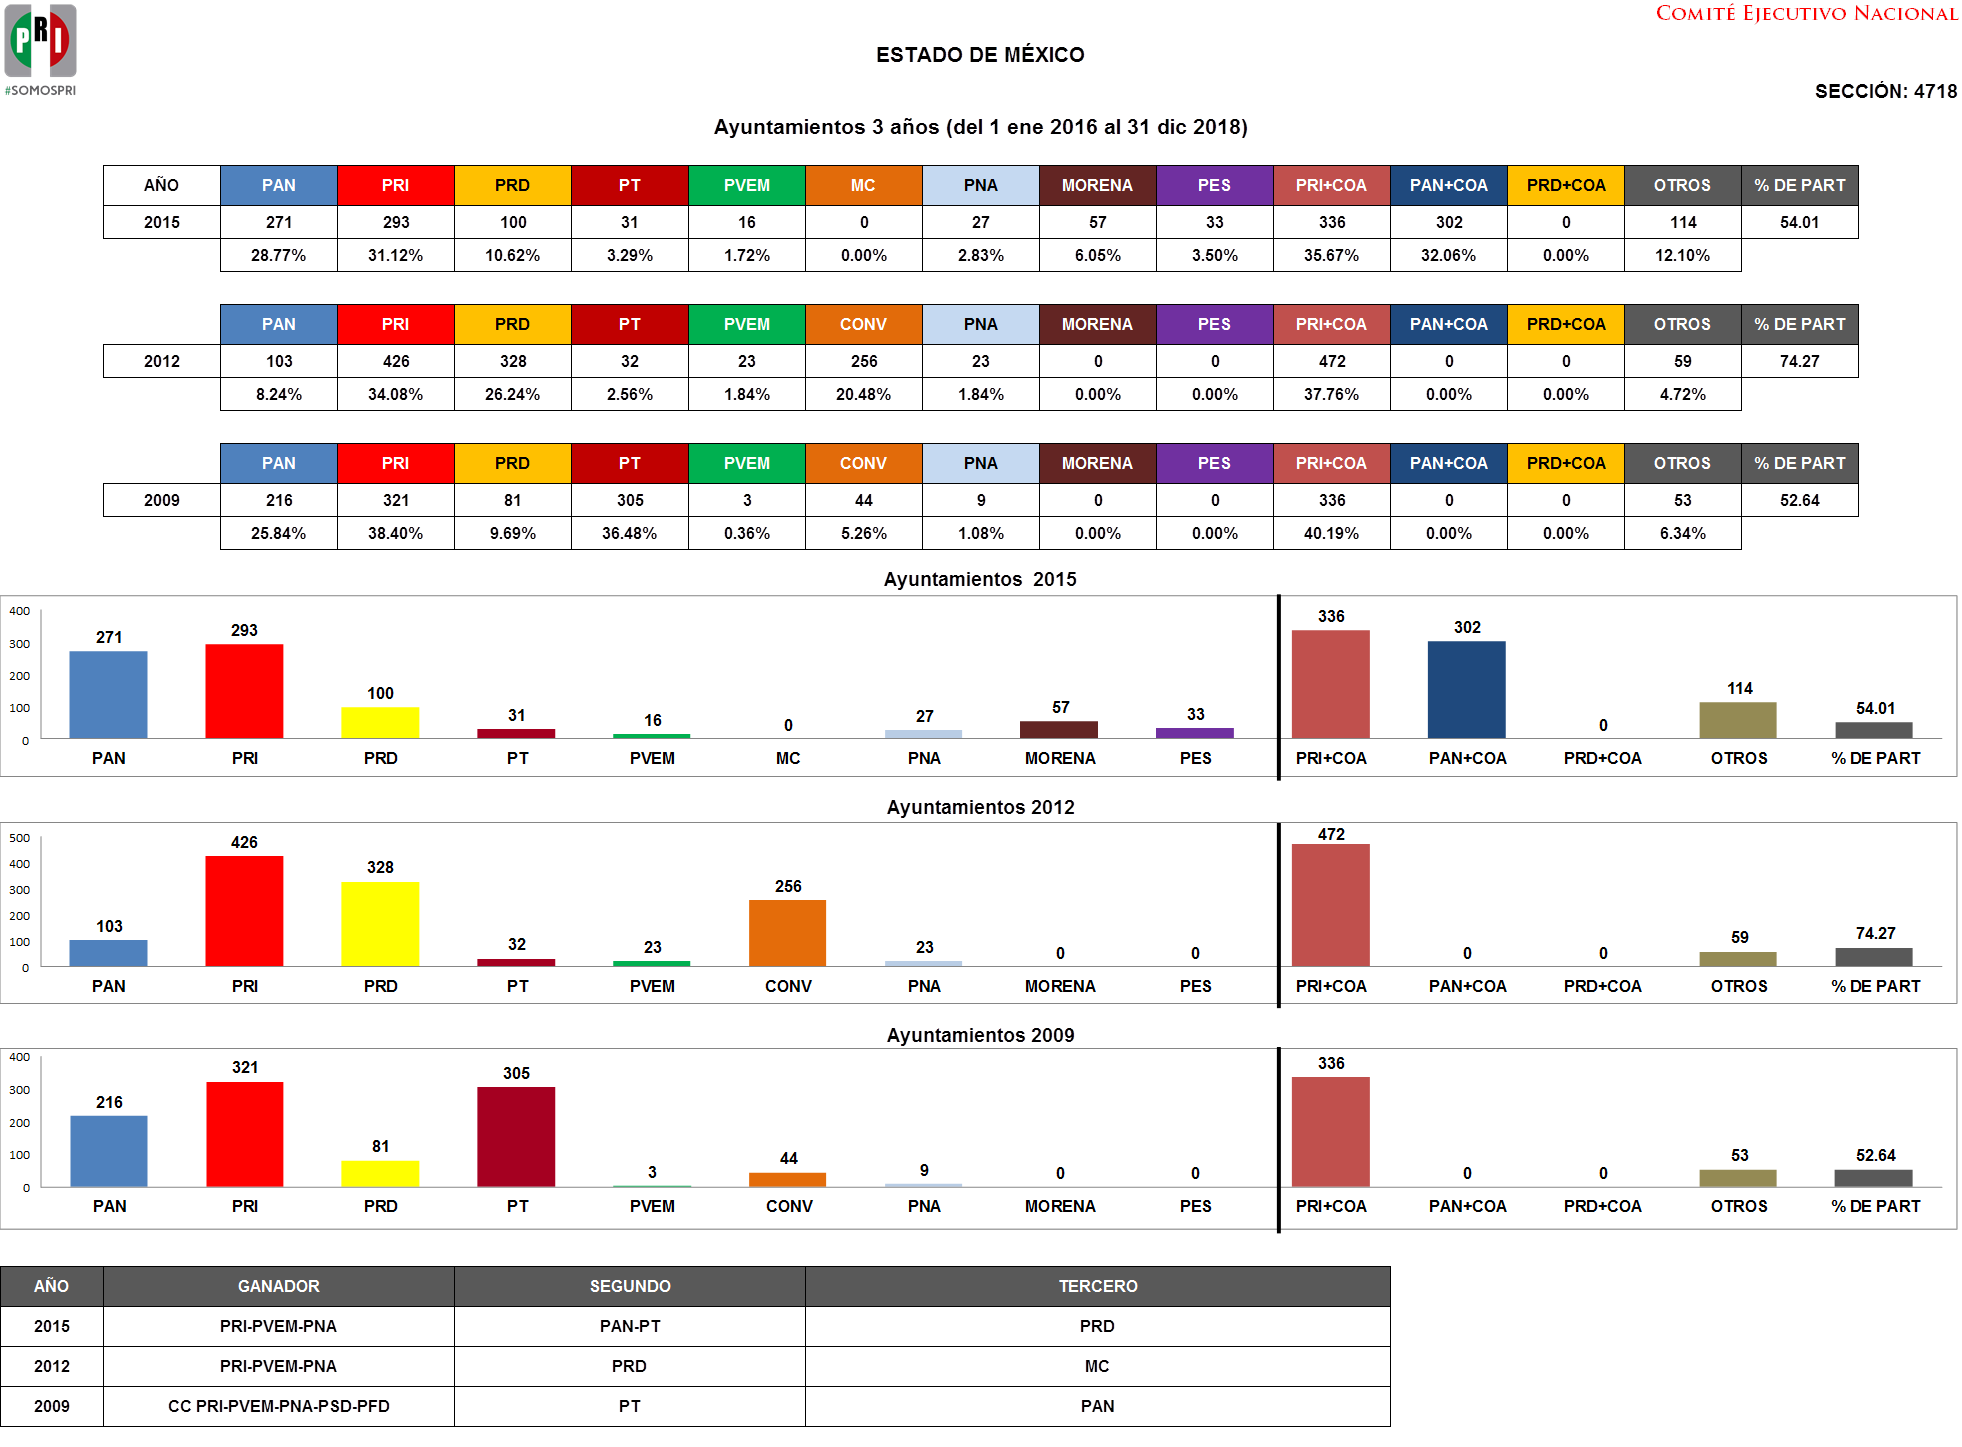 COMITÉ EJECUTIVO NACIONAL
PRI
#SOMOSPRI
ESTADO DE MÉXICO
SECCIÓN: 4718
Ayuntamientos 3 años (del 1 ene 2016 al 31 dic 2018)
AÑO PAN PRI PRD PT PVEM MC PNA MORENA PES PRI+COA PAN+COA PRD+COA OTROS % DE PART
2015 271 293 100 31 16 0 27 57 33 336 302 0 114 54.01
28.77% 31.12% 10.62% 3.29% 1.72% 0.00% 2.83% 6.05% 3.50% 35.67% 32.06% 0.00% 12.10%
PAN PRI PRD PT PVEM CONV PNA MORENA PES PRI+COA PAN+COA PRD+COA OTROS % DE PART
2012 103 426 328 32 23 256 23 0 0 472 0 0 59 74.27
8.24% 34.08% 26.24% 2.56% 1.84% 20.48% 1.84% 0.00% 0.00% 37.76% 0.00% 0.00% 4.72%
PAN PRI PRD PT PVEM CONV PNA MORENA PES PRI+COA PAN+COA PRD+COA OTROS % DE PART
2009 216 321 81 305 3 44 9 0 0 336 0 0 53 52.64
25.84% 38.40% 9.69% 36.48% 0.36% 5.26% 1.08% 0.00% 0.00% 40.19% 0.00% 0.00% 6.34%
Ayuntamientos 2015
400
300
200
100
0
271 293 100 31 16 0 27 57 33 336 302 0 114 54.01
PAN PRI PRD PT PVEM MC PNA MORENA PES PRI+COA PAN+COA PRD+COA OTROS % DE PART
Ayuntamientos 2012
500
400
300
200
100
0
103 426 328 32 23 256 23 0 0 472 0 0 59 74.27
PAN PRI PRD PT PVEM CONV PNA MORENA PES PRI+COA PAN+COA PRD+COA OTROS % DE PART
Ayuntamientos 2009
400
300
200
100
0
216 321 81 305 3 44 9 0 0 336 0 0 53 52.64
PAN PRI PRD PT PVEM CONV PNA MORENA PES PRI+COA PAN+COA PRD+COA OTROS % DE PART
AÑO GANADOR SEGUNDO TERCERO
2015 PRI-PVEM-PNA PAN-PT PRD
2012 PRI-PVEM-PNA PRD MC
2009 CC PRI-PVEM-PNA-PSD-PFD PT PAN